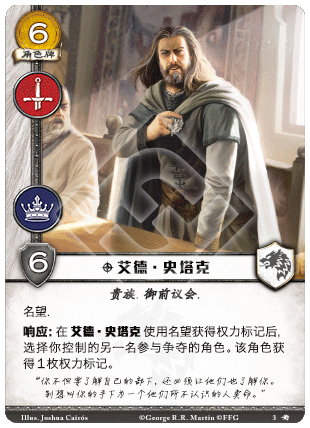 6
角色牌
6
艾德·史塔克
贵族. 御前议会.
名望.
响应: 在 艾德·史塔克 使用名望获得权力标记后,
选择你控制的另一名参与争夺的角色。该角色获
得1枚权力标记。
“你不但要了解自己的部下，还必须让他们也了解你。
别想叫你的手下为一个他们所不认识的人卖命。”
Illus. Joshua Cairós ©George R.R. Martin ©FFG 3